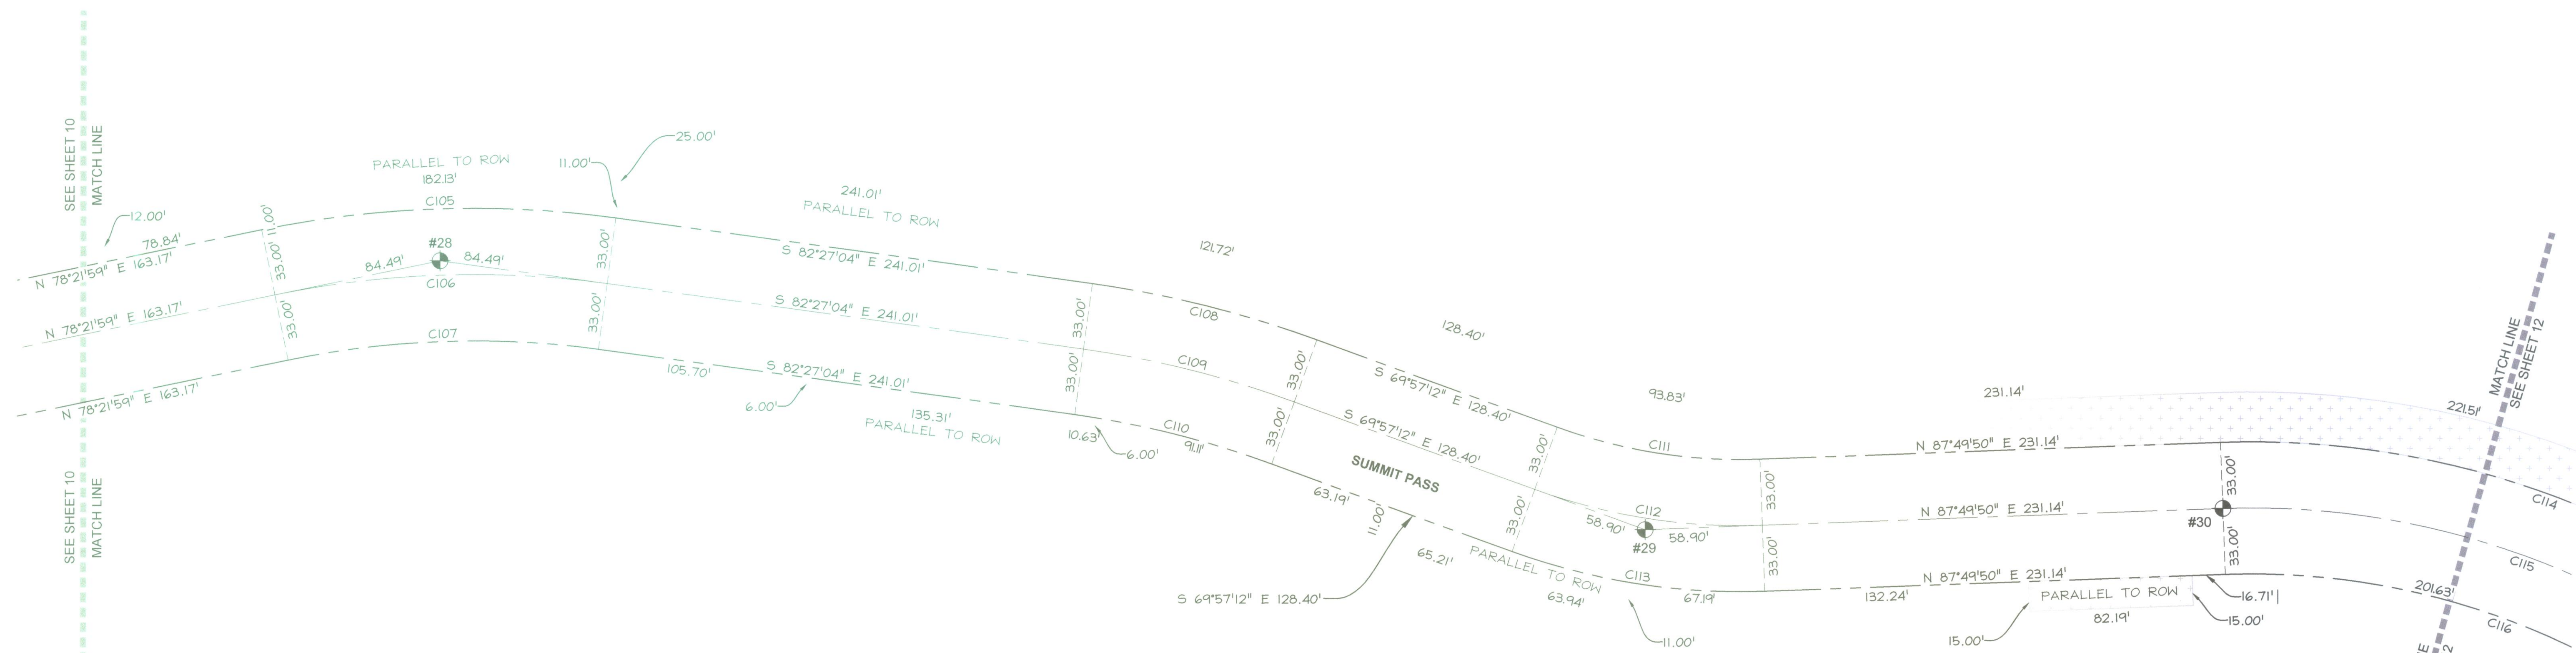 SEE SHEET 10
MATCH LINE
SEE SHEET 10
MATCH LINE
12.00'
78.84'
N 78°21'59" E 163.17'
N 78°21'59" E 163.17'
N 78°21'59" E 163.17'
11.00'
33.00'
33.00'
PARALLEL TO ROW
182.13'
C105
#28
84.49'
84.49'
C106
C107
11.00'
25.00'
33.00'
33.00'
241.01'
PARALLEL TO ROW
S 82°27'04" E 241.01'
S 82°27'04" E 241.01'
105.70'
S 82°27'04" E 241.01'
6.00'
135.31'
PARALLEL TO ROW
33.00'
33.00'
10.63'
6.00'
121.72'
C108
C109
C110
91.11'
33.00'
33.00'
128.40'
S 69°57'12" E 128.40'
S 69°57'12" E 128.40'
SUMMIT PASS
63.19'
11.00'
65.21'
S 69°57'12" E 128.40'
33.00'
33.00'
PARALLEL TO ROW
63.94'
93.83'
C111
C112
58.90'
58.90'
#29
C113
67.19'
11.00'
33.00'
33.00'
231.14'
N 87°49'50" E 231.14'
N 87°49'50" E 231.14'
N 87°49'50" E 231.14'
132.24'
PARALLEL TO ROW
82.19'
15.00'
15.00'
16.71'
#30
33.00'
33.00'
221.51'
201.63'
C114
C115
C116
MATCH LINE
SEE SHEET 12